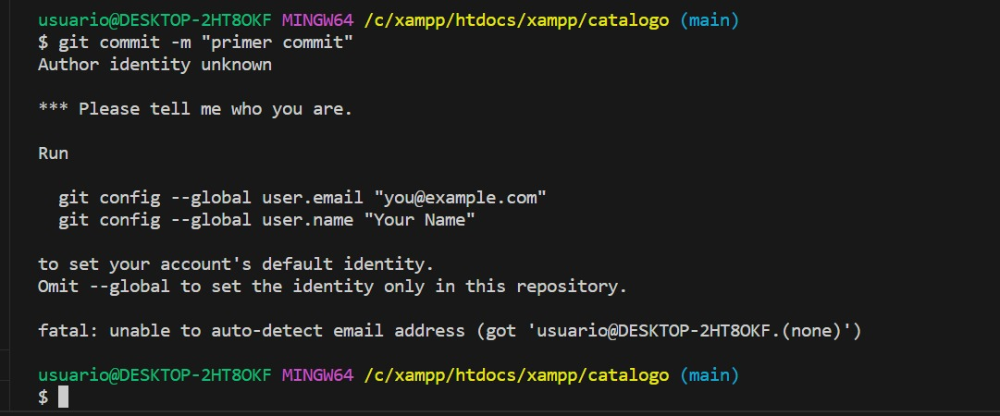 usuario@DESKTOP-2HT8OKF MINGW64 /c/xampp/htdocs/xampp/catalogo (main)
$ git commit -m "primer commit"
Author identity unknown

*** Please tell me who you are.

Run

  git config --global user.email "you@example.com"
  git config --global user.name "Your Name"

to set your account's default identity.
Omit --global to set the identity only in this repository.

fatal: unable to auto-detect email address (got 'usuario@DESKTOP-2HT8OKF.(none)')

usuario@DESKTOP-2HT8OKF MINGW64 /c/xampp/htdocs/xampp/catalogo (main)
$